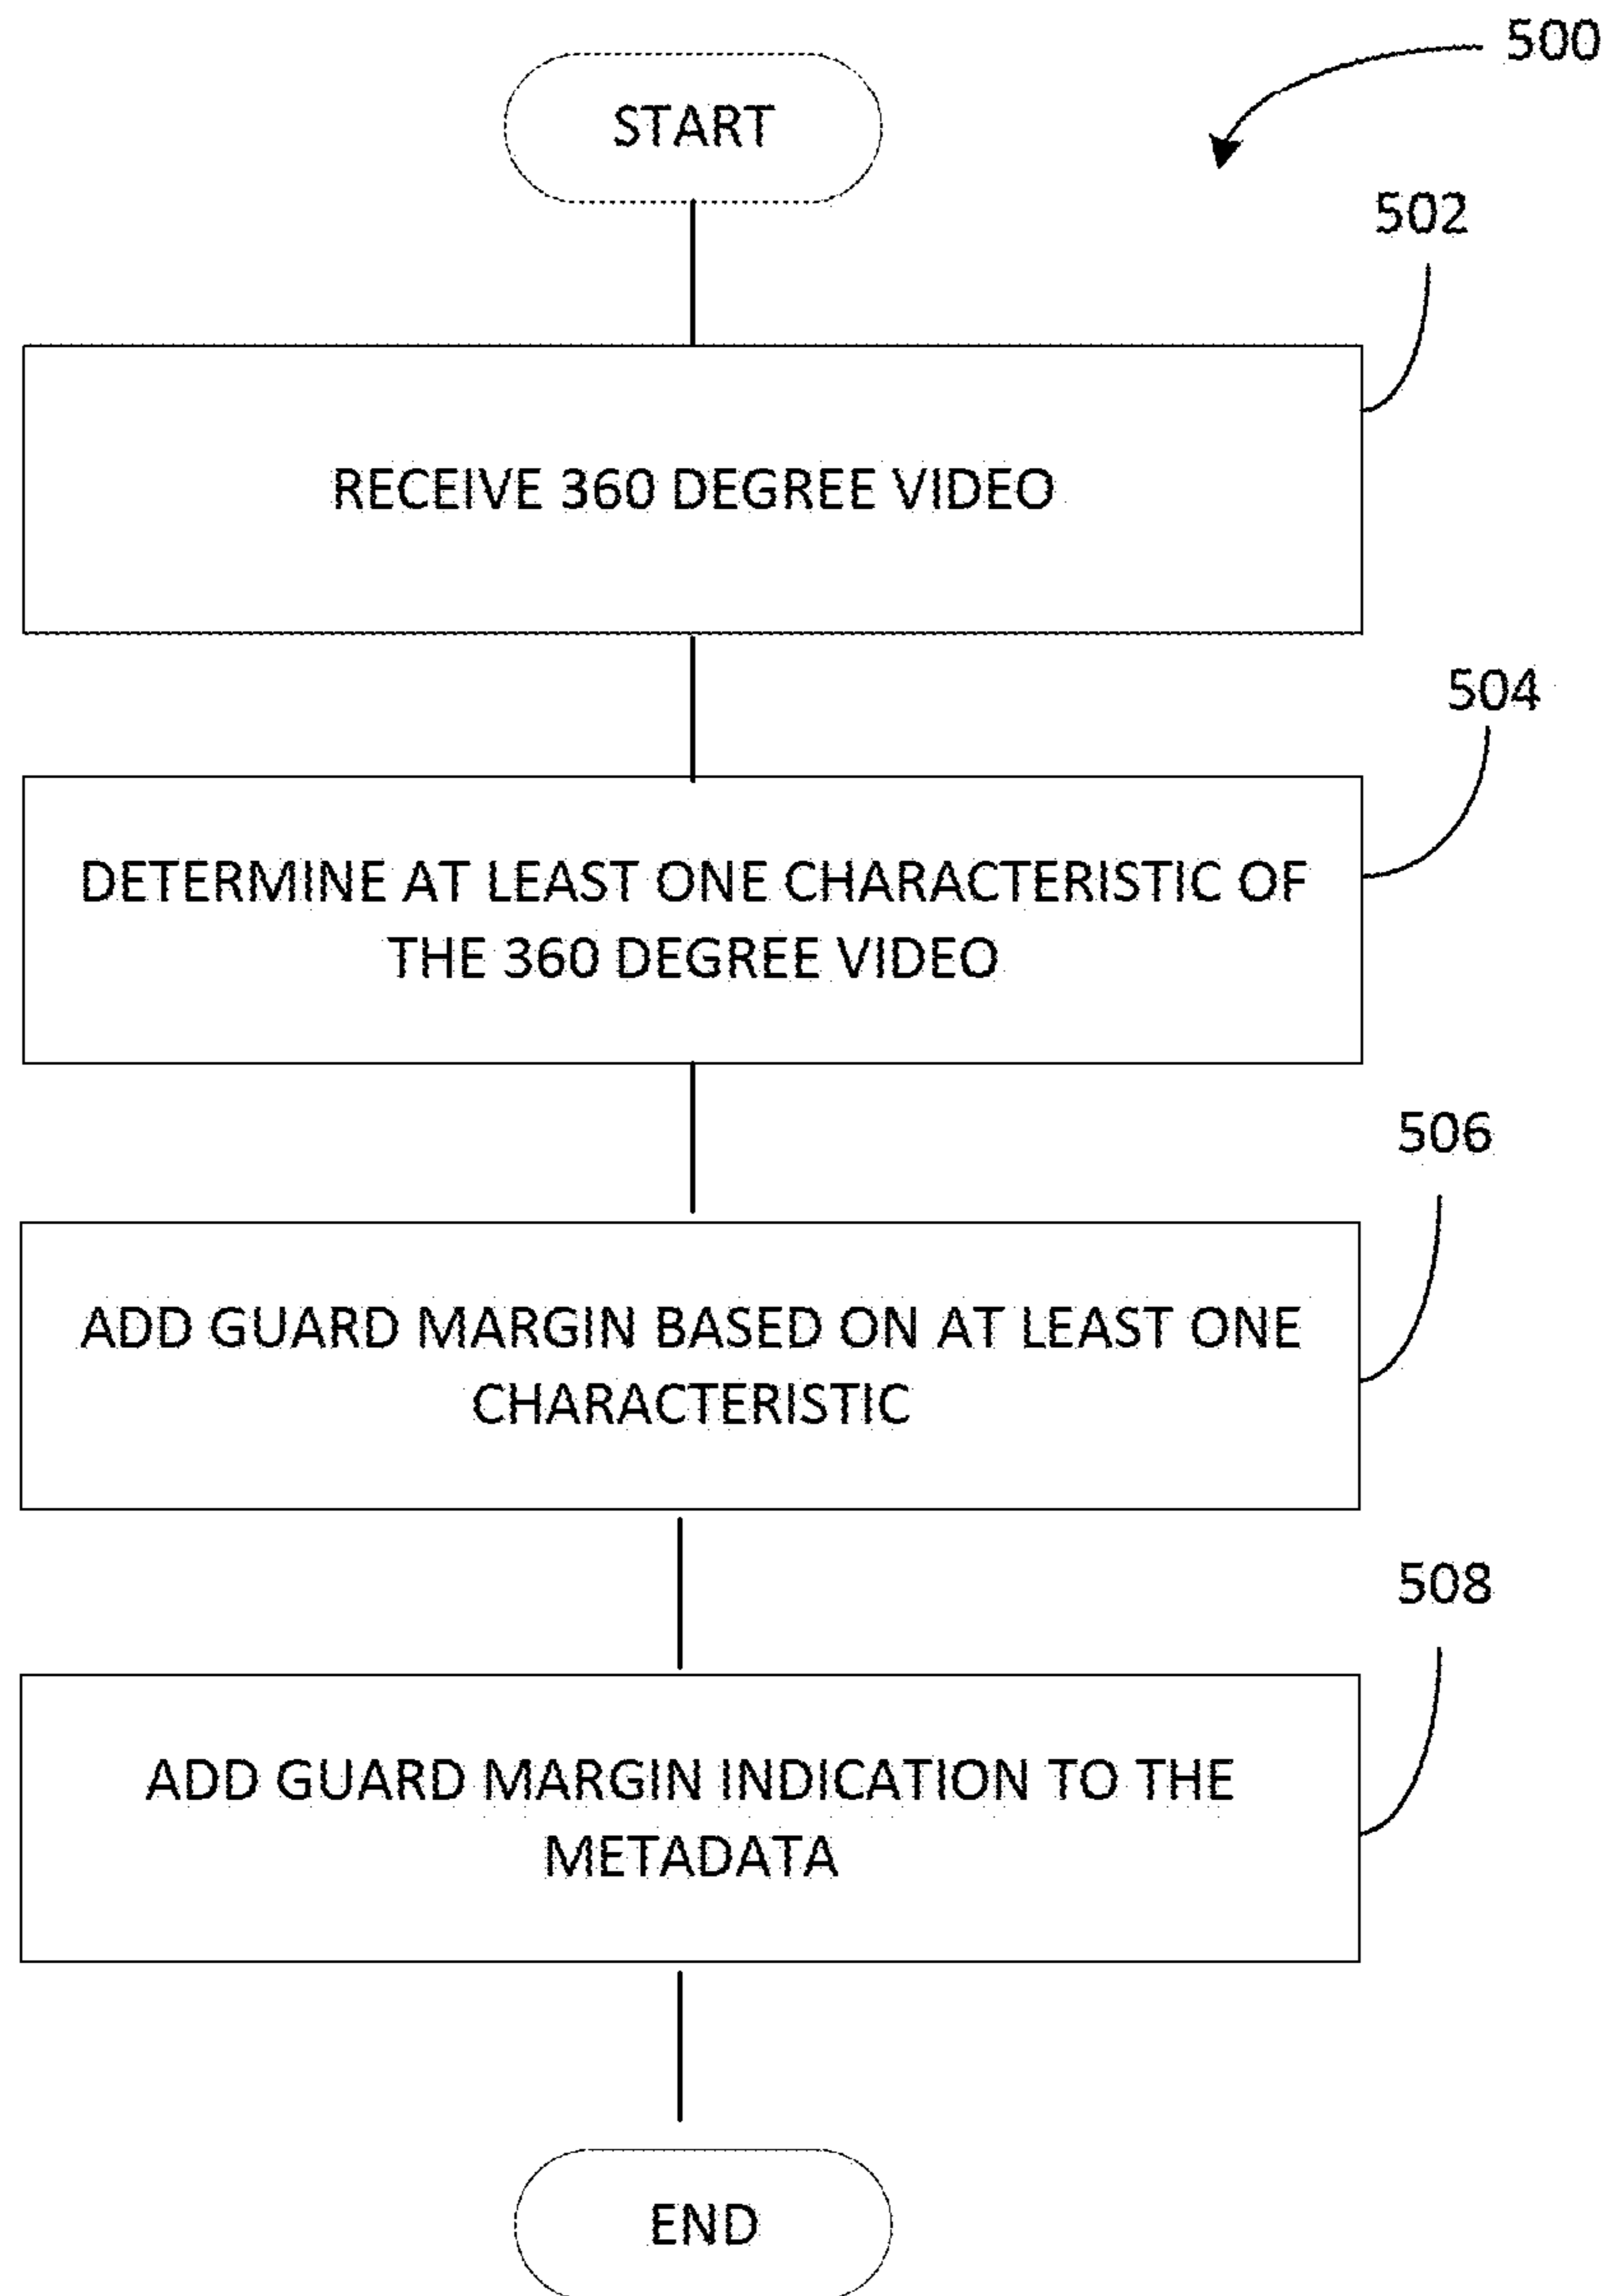 500
START
502
RECEIVE 360 DEGREE VIDEO
504
DETERMINE AT LEAST ONE CHARACTERISTIC OF
THE 360 DEGREE VIDEO
506
ADD GUARD MARGIN BASED ON AT LEAST ONE
CHARACTERISTIC
508
ADD GUARD MARGIN INDICATION TO THE
METADATA
END